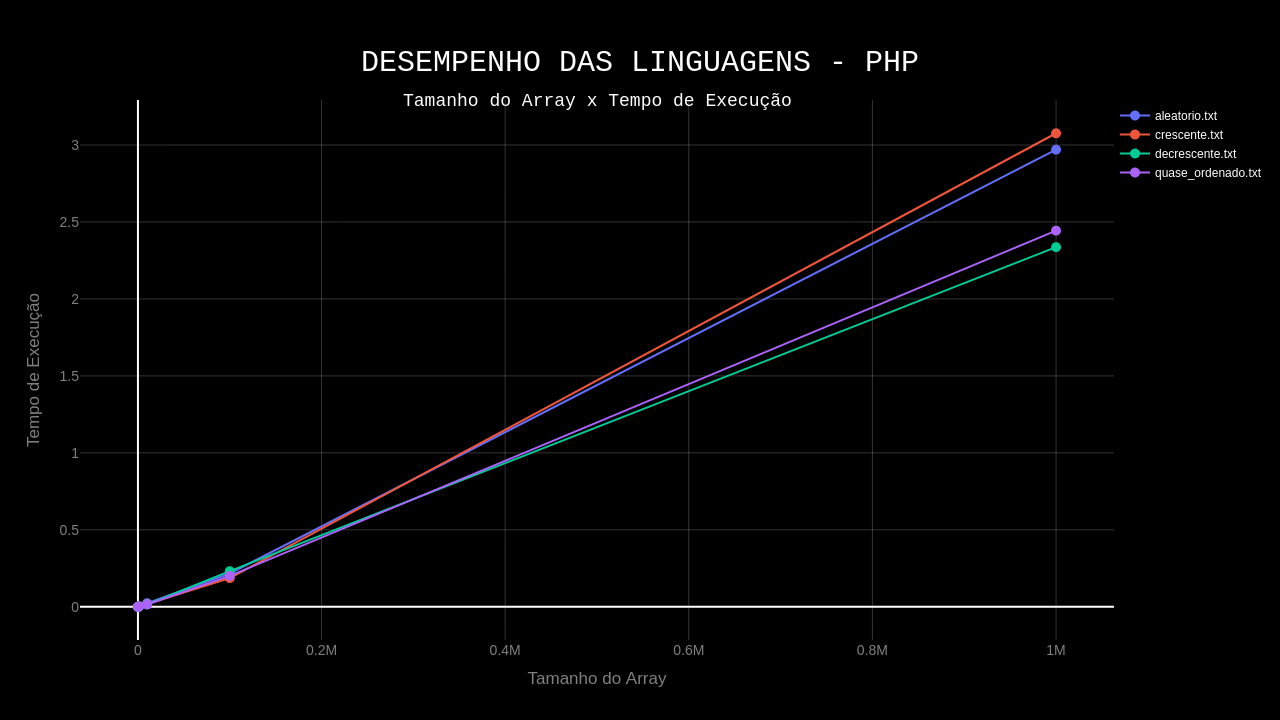 DESEMPENHO DAS LINGUAGENS - PHP
Tamanho do Array x Tempo de Execução
aleatorio.txt
crescente.txt
decrescente.txt
quase_ordenado.txt
3
2.5
2
1.5
1
0.5
0
Tempo de Execução
0
0.2M
0.4M
0.6M
0.8M
1M
Tamanho do Array